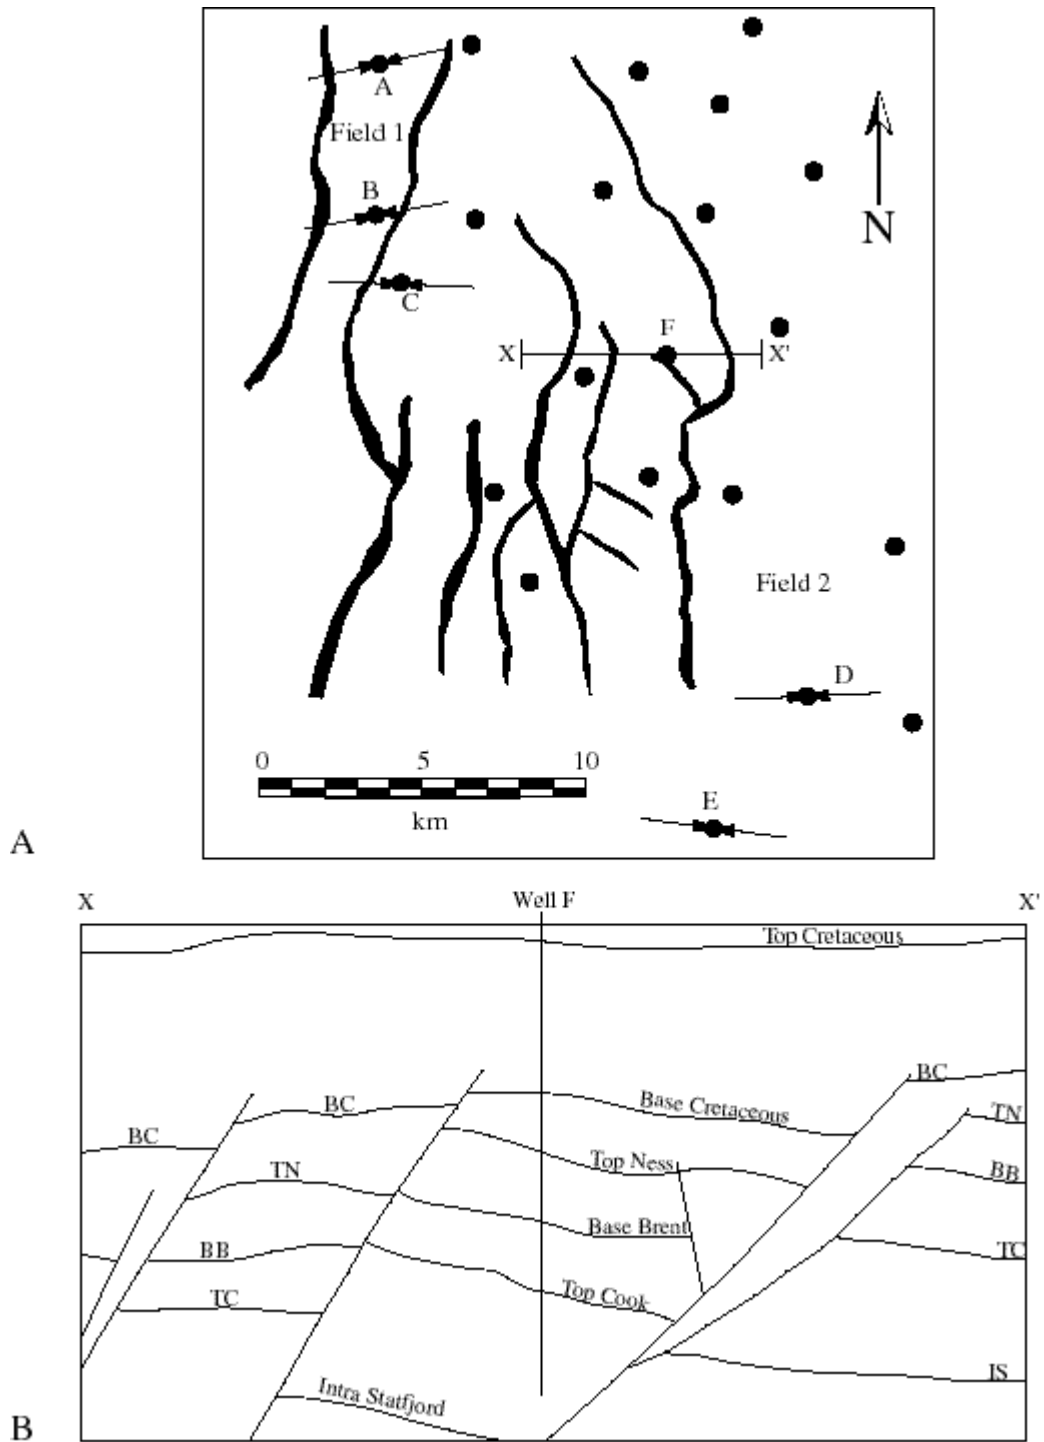 A
Field 1
B
N
C
F
X
X'
Field 2
D
0 5 10
E
km
A
X
Well F
X'
Top Cretaceous
BC
BC
Base Cretaceous
TN
BC
Top Ness
TN
BB
Base Brent
BB
TC
TC
Top Cook
IS
Intra Statfjord
B